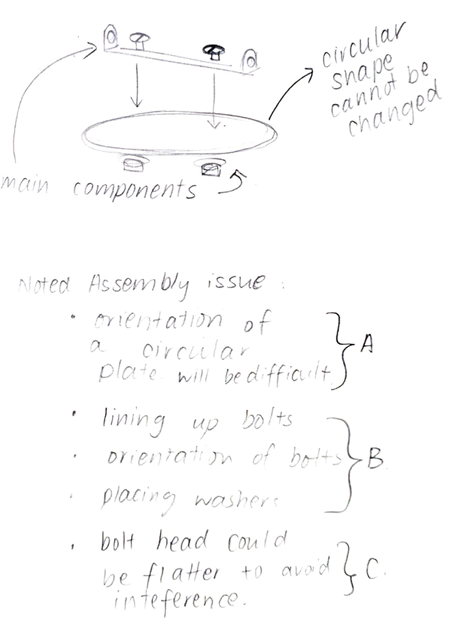 circular
shape
cannot be
changed
main components
Noted Assembly issue:
• orientation of
a circular
plate will be difficult
A
• lining up bolts
• orientation of bolts
• placing washers
B
• bolt head could
be flatter to avoid
inteference.
C.